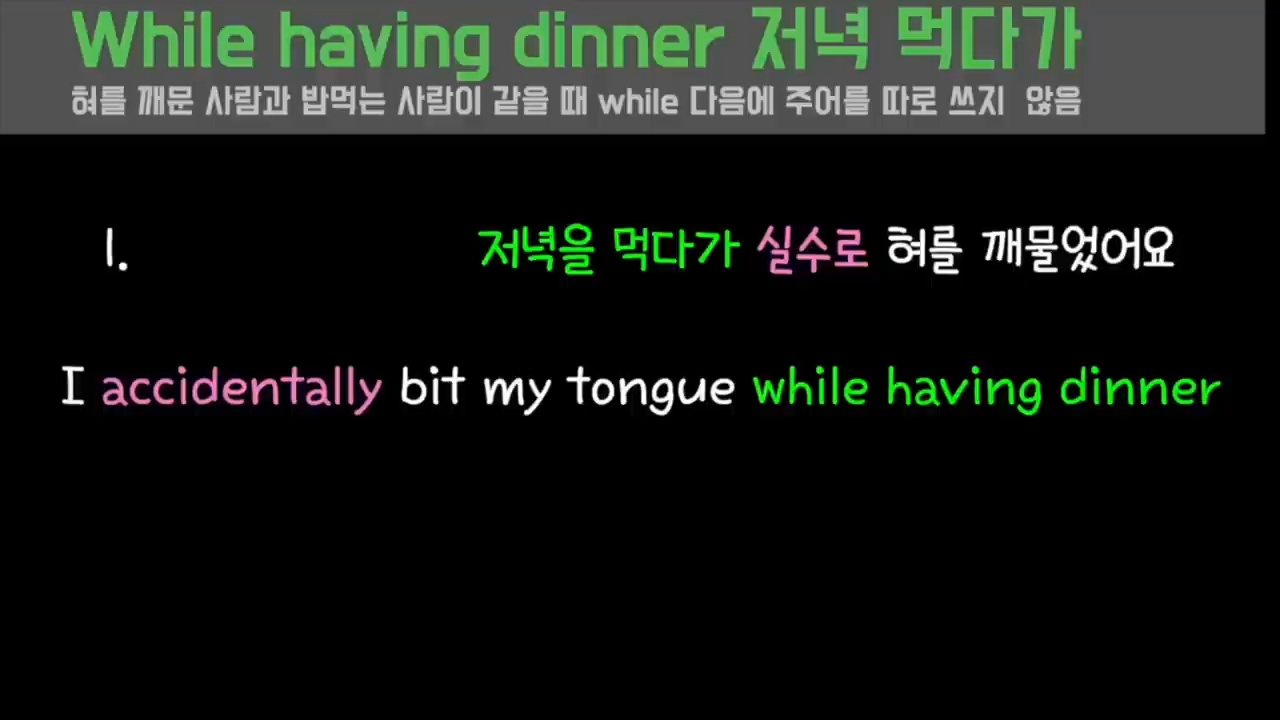 While having dinner 저녁 먹다가
혀를 깨문 사람과 밥먹는 사람이 같을 때 while 다음에 주어를 따로 쓰지 않음
1. 저녁을 먹다가 실수로 혀를 깨물었어요
I accidentally bit my tongue while having dinner